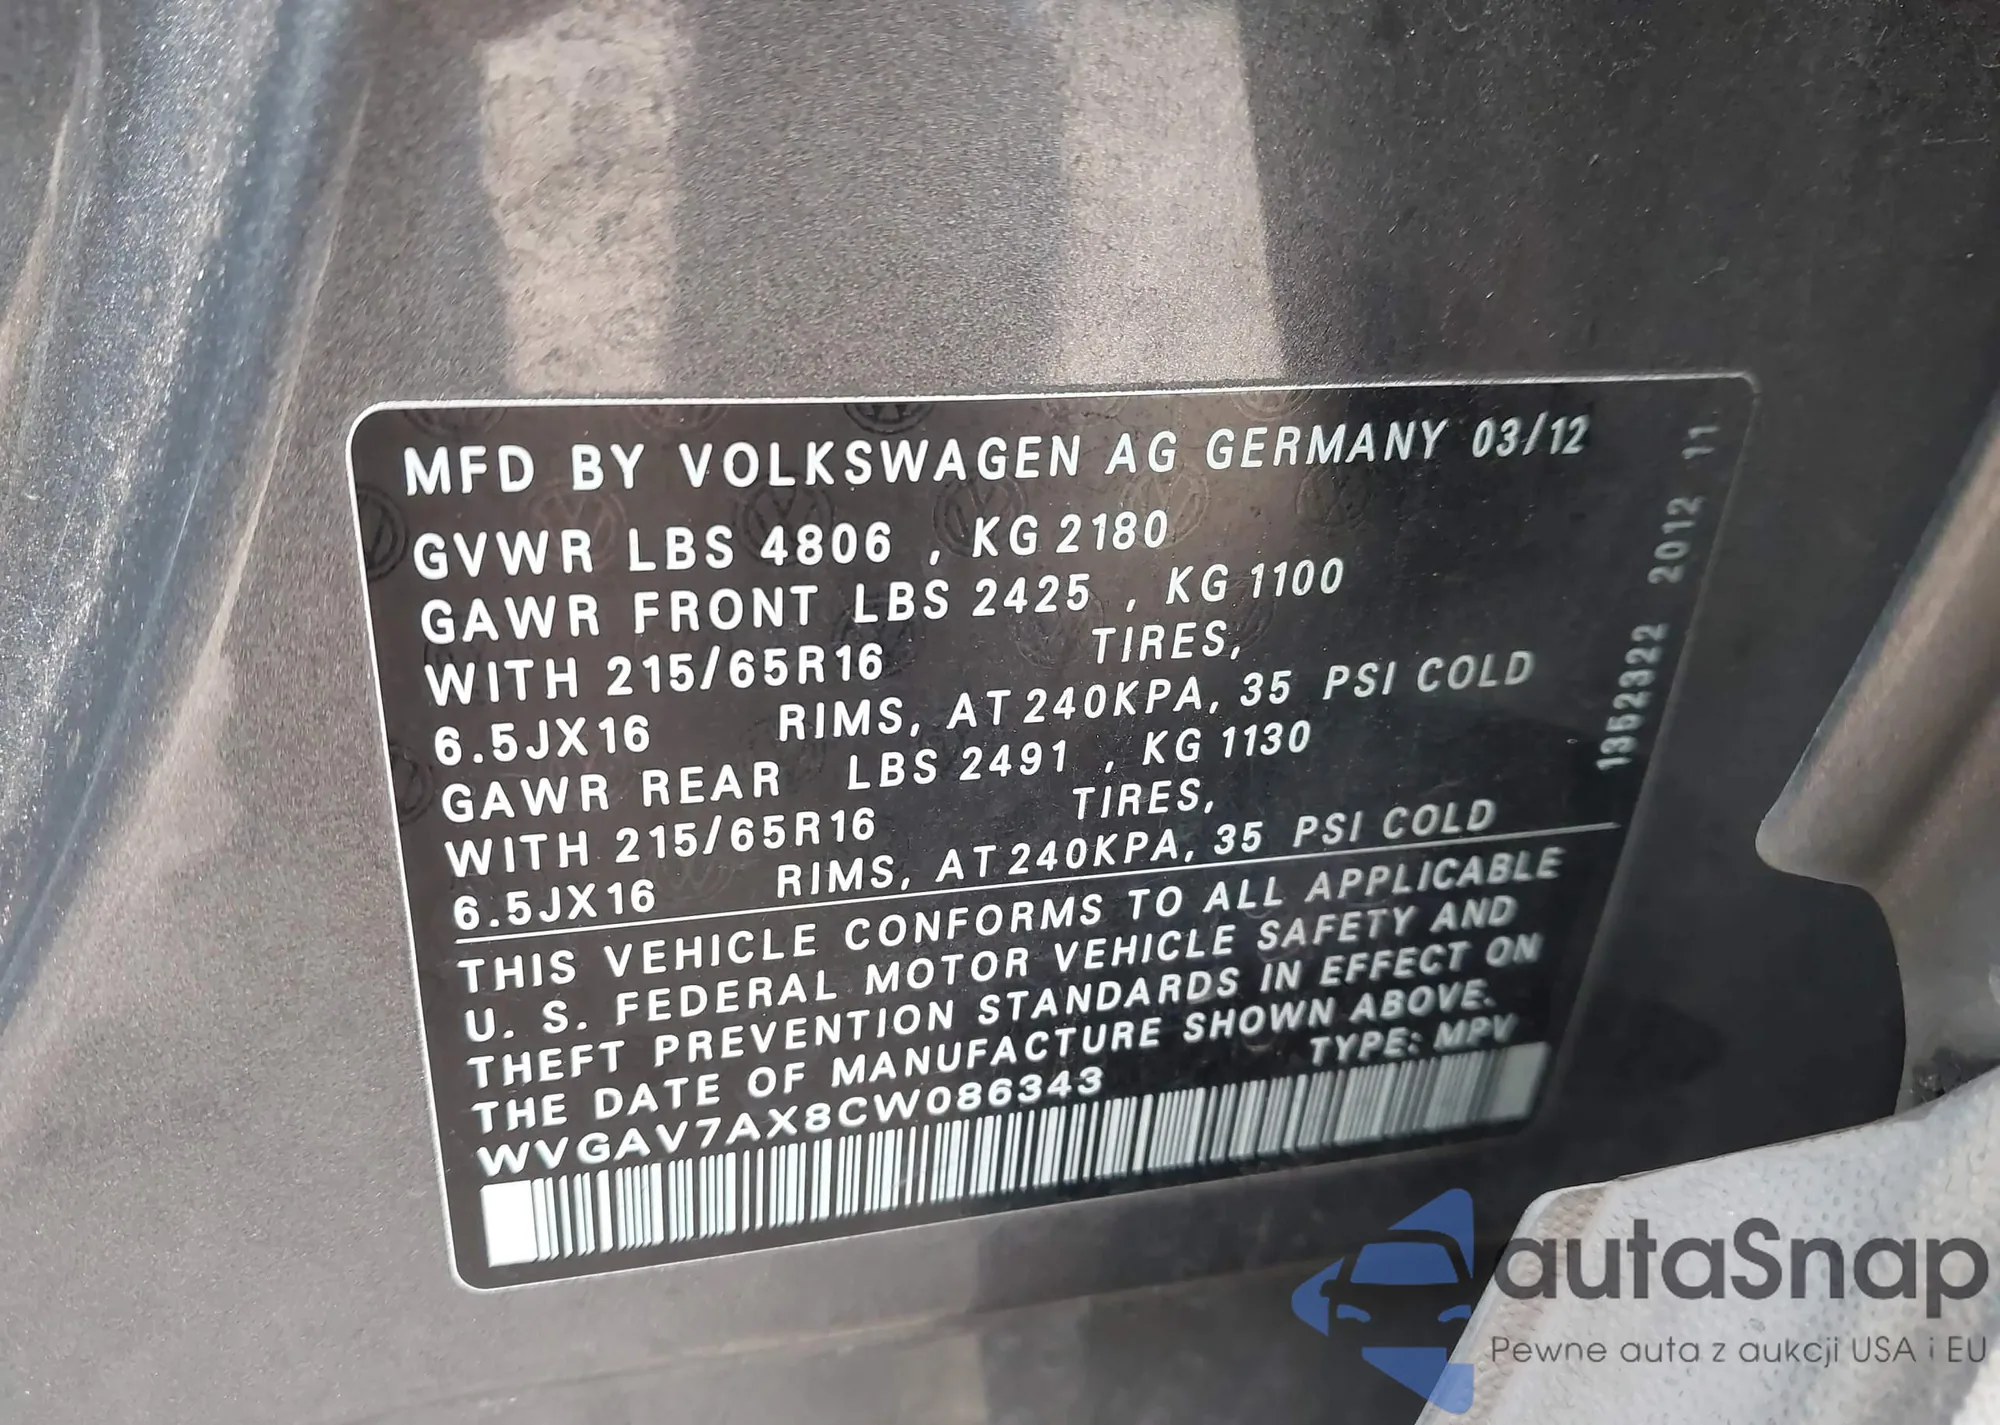 MFD BY VOLKSWAGEN AG GERMANY 03/12
GVWR LBS 4806 , KG 2180
GAWR FRONT LBS 2425 , KG 1100
WITH 215/65R16 TIRES,
6.5JX16 RIMS, AT 240KPA, 35 PSI COLD
GAWR REAR LBS 2491 , KG 1130
WITH 215/65R16 TIRES,
6.5JX16 RIMS, AT 240KPA, 35 PSI COLD
THIS VEHICLE CONFORMS TO ALL APPLICABLE
U. S. FEDERAL MOTOR VEHICLE SAFETY AND
THEFT PREVENTION STANDARDS IN EFFECT ON
THE DATE OF MANUFACTURE SHOWN ABOVE.
WVGAV7AX8CW086343 TYPE: MPV
1352322 2012 11
autaSnap
Pewne auta z aukcji USA i EU